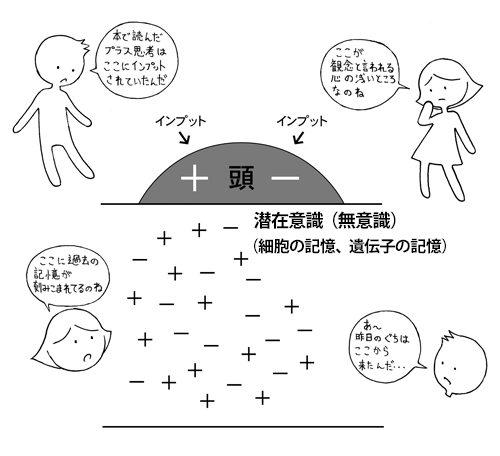 本で読んだ
プラス思考は
ここにインプット
されていたんだ
ここが
観念と言われる
心の浅いところ
なのね
インプット
インプット
＋ 頭 −
潜在意識（無意識）
（細胞の記憶、遺伝子の記憶）
ここに過去の
記憶が
刻みこまれてるのね
あ〜
昨日のぐちは
ここから
来たんだ･･･